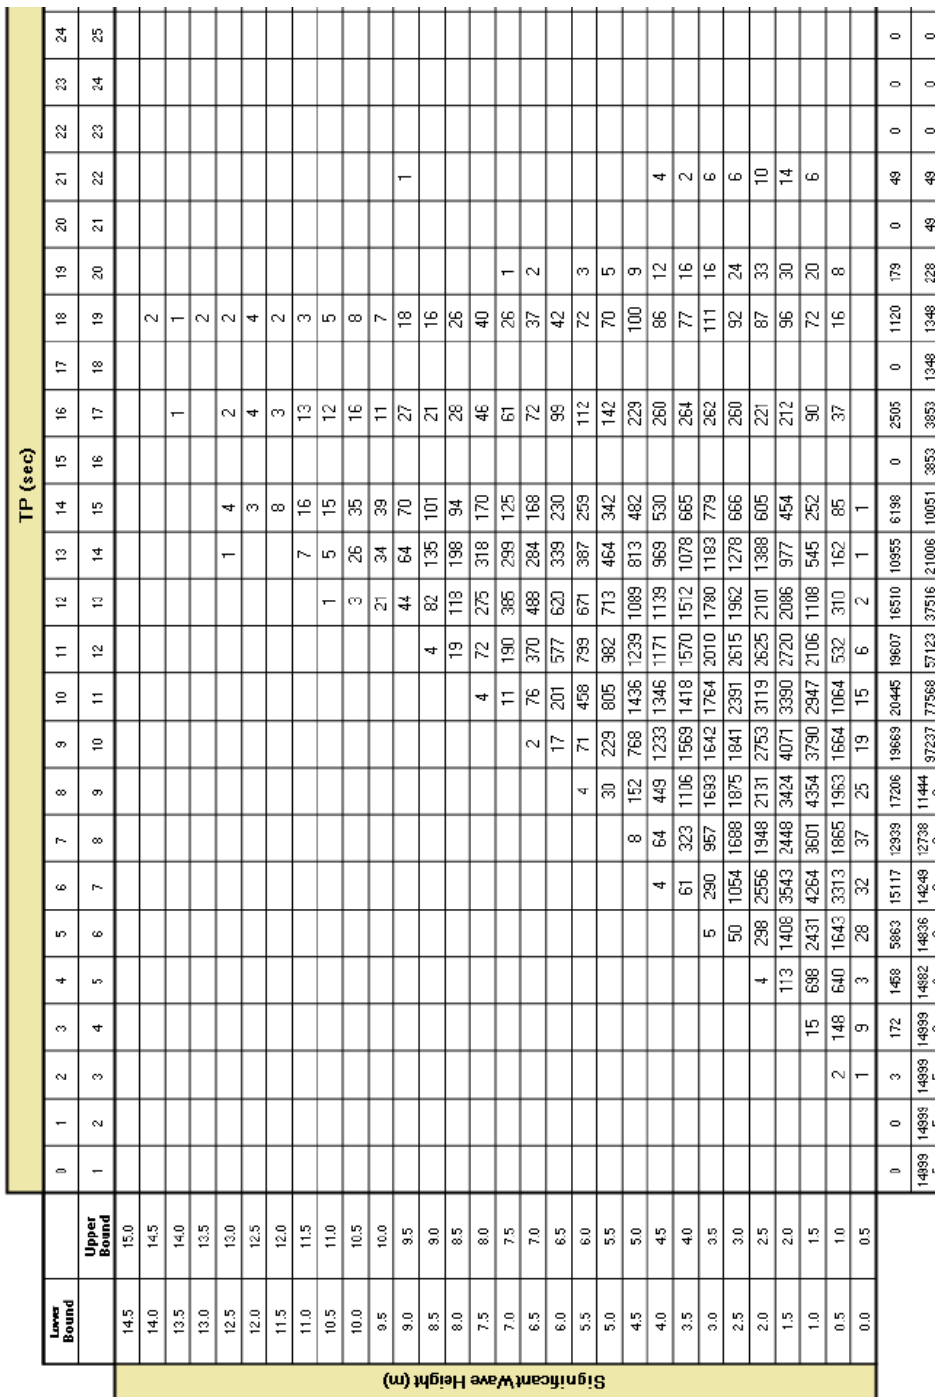 TP (sec)
Lower Bound 0 1 2 3 4 5 6 7 8 9 10 11 12 13 14 15 16 17 18 19 20 21 22 23 24
Upper Bound 1 2 3 4 5 6 7 8 9 10 11 12 13 14 15 16 17 18 19 20 21 22 23 24 25
Significant Wave Height (m)
14.5 15.0
14.0 14.5 2
13.5 14.0 1 1
13.0 13.5 2
12.5 13.0 1 4 2 2
12.0 12.5 3 4 4
11.5 12.0 8 3 2
11.0 11.5 7 16 13 3
10.5 11.0 1 5 15 12 5
10.0 10.5 3 26 35 16 8
9.5 10.0 21 34 39 11 7
9.0 9.5 44 64 70 27 18 1
8.5 9.0 4 82 135 101 21 16
8.0 8.5 19 118 198 94 28 26
7.5 8.0 4 72 275 318 170 46 40
7.0 7.5 11 190 385 299 125 61 26 1
6.5 7.0 2 76 370 488 284 168 72 37 2
6.0 6.5 17 201 577 620 339 230 99 42
5.5 6.0 4 71 458 799 671 387 259 112 72 3
5.0 5.5 30 229 805 982 713 464 342 142 70 5
4.5 5.0 8 152 768 1436 1239 1089 813 482 229 100 9
4.0 4.5 4 64 449 1233 1346 1171 1139 969 530 260 86 12 4
3.5 4.0 61 323 1106 1569 1418 1570 1512 1078 665 264 77 16 2
3.0 3.5 5 290 957 1693 1642 1764 2010 1780 1183 779 262 111 16 6
2.5 3.0 50 1054 1688 1875 1841 2391 2615 1962 1278 666 260 92 24 6
2.0 2.5 4 298 2556 1948 2131 2753 3119 2625 2101 1388 605 221 87 33 10
1.5 2.0 113 1408 3543 2448 3424 4071 3390 2720 2086 977 454 212 96 30 14
1.0 1.5 15 698 2431 4264 3601 4354 3790 2947 2106 1108 545 252 90 72 20 6
0.5 1.0 2 148 640 1643 3313 1865 1963 1664 1064 532 310 162 85 37 16 8
0.0 0.5 1 9 3 28 32 37 25 19 15 6 2 1 1
0 0 3 172 1458 5863 15117 12939 17206 19669 20445 19607 16510 10955 6198 0 2505 0 1120 179 0 49 0 0 0
14999 14999 14999 14999 14982 14836 14249 12738 11444 97237 77568 57123 37516 21006 10051 3853 3853 1348 1348 228 49 49 0 0 0